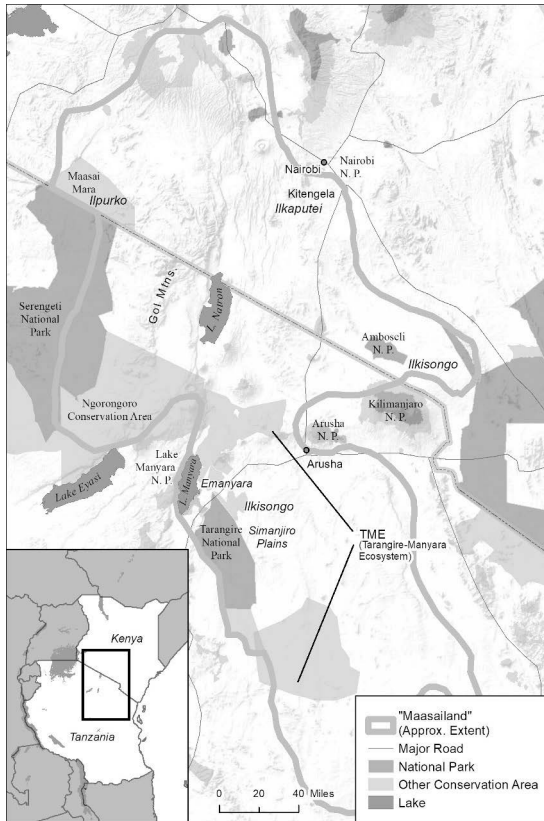 Nairobi
Nairobi
N. P.
Kitengela
Ilkaputei
Maasai
Mara
Ilpurko
Gol Mtns.
L. Natron
Serengeti
National
Park
Amboseli
N. P.
Ilkisongo
Ngorongoro
Conservation Area
Kilimanjaro
N. P.
Arusha
N. P.
Arusha
Lake
Manyara
N. P.
L. Manyara
Emanyara
Lake Eyasi
Ilkisongo
Simanjiro
Plains
Tarangire
National
Park
TME
(Tarangire-Manyara
Ecosystem)
Kenya
Tanzania
"Maasailand"
(Approx. Extent)
Major Road
National Park
Other Conservation Area
Lake
0 20 40 Miles